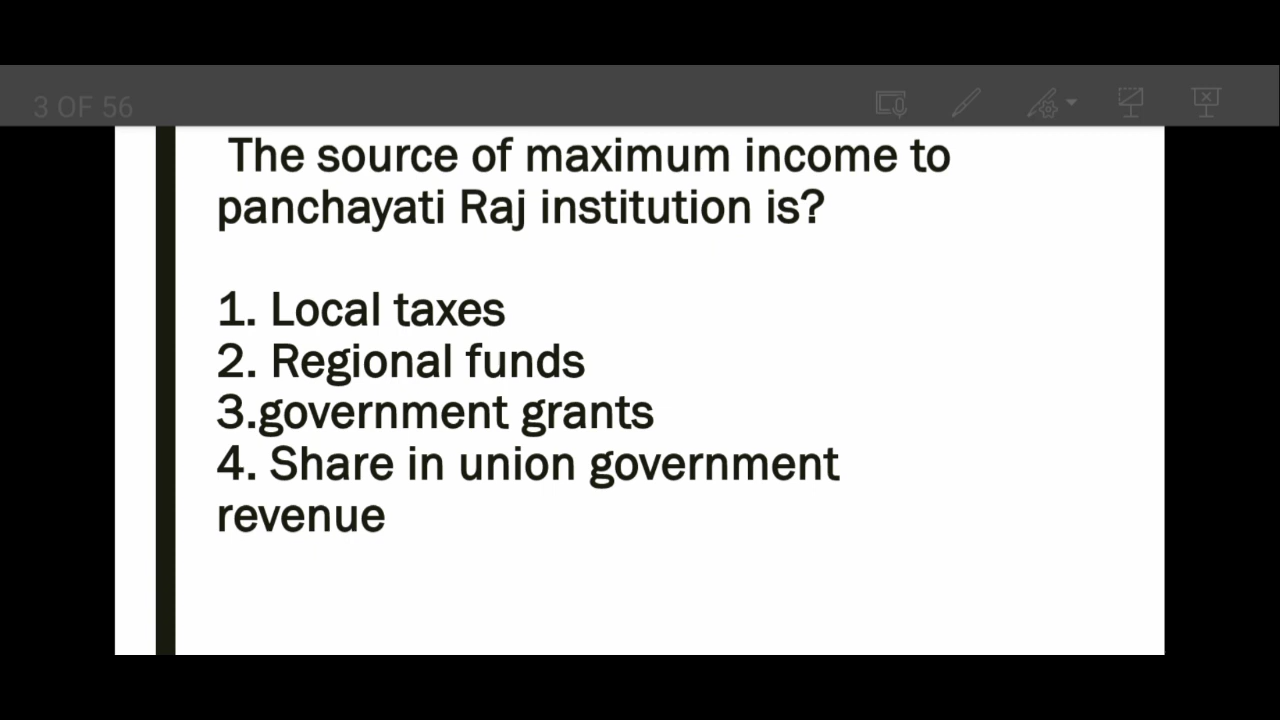 3 OF 56
The source of maximum income to
panchayati Raj institution is?
1. Local taxes
2. Regional funds
3.government grants
4. Share in union government
revenue